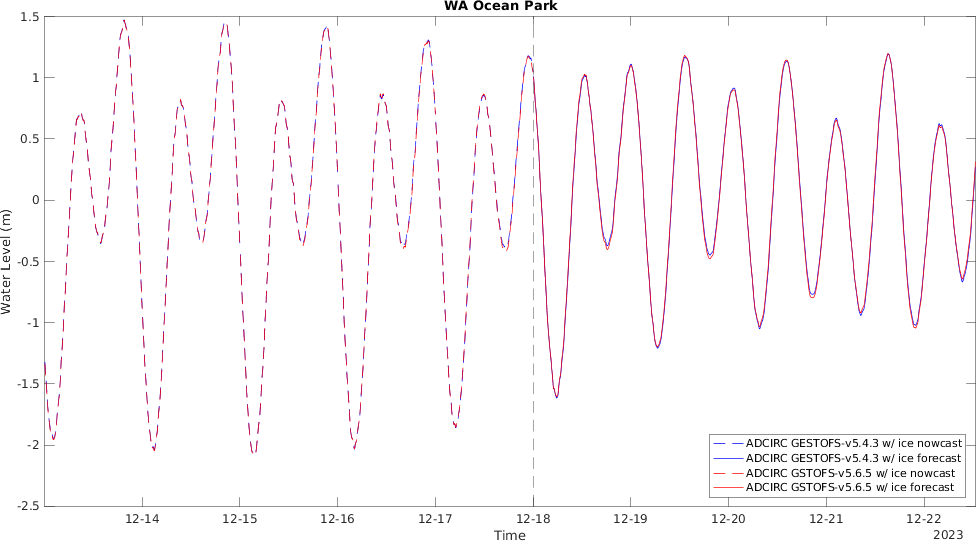 WA Ocean Park
1.5
1
0.5
0
-0.5
-1
-1.5
-2
-2.5
Water Level (m)
12-14 12-15 12-16 12-17 12-18 12-19 12-20 12-21 12-22
Time
2023
ADCIRC GESTOFS-v5.4.3 w/ ice nowcast
ADCIRC GESTOFS-v5.4.3 w/ ice forecast
ADCIRC GSTOFS-v5.6.5 w/ ice nowcast
ADCIRC GSTOFS-v5.6.5 w/ ice forecast